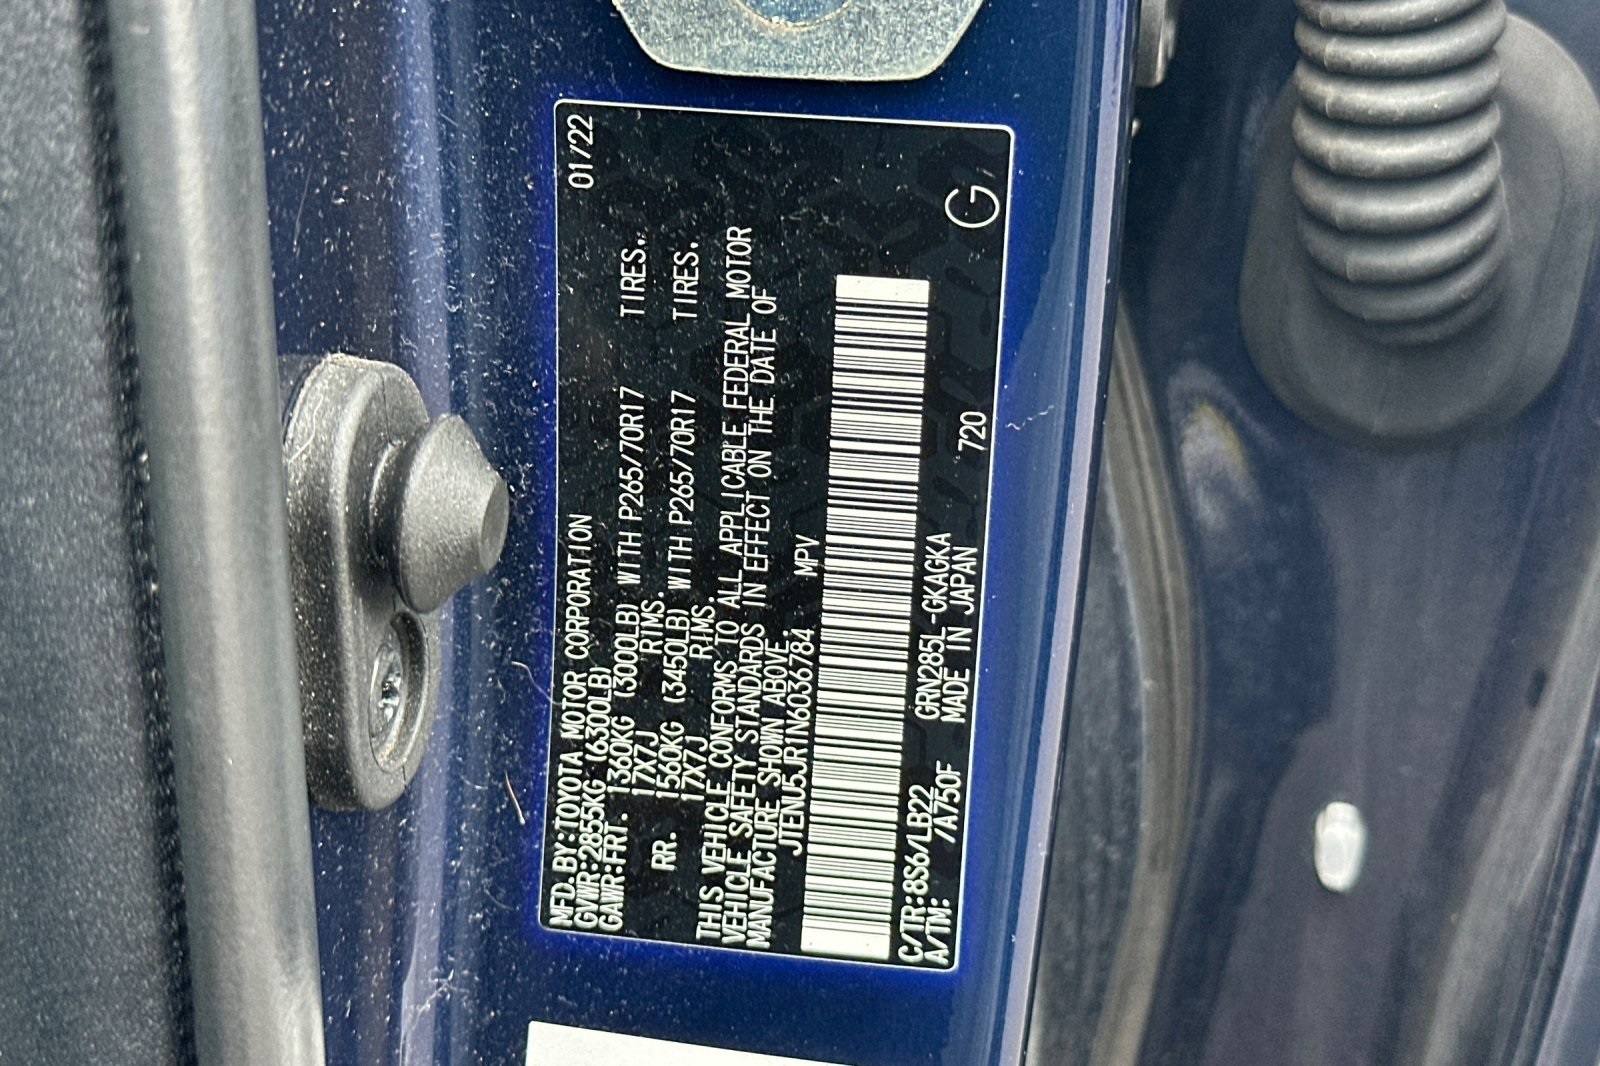 MFD.BY:TOYOTA MOTOR CORPORATION 01/22
GVWR:2855KG (6300LB)
GAWR:FRT. 1360KG (3000LB) WITH P265/70R17 TIRES.
17X7J RIMS.
RR. 1560KG (3450LB) WITH P265/70R17 TIRES.
17X7J RIMS.
THIS VEHICLE CONFORMS TO ALL APPLICABLE FEDERAL MOTOR
VEHICLE SAFETY STANDARDS IN EFFECT ON THE DATE OF
MANUFACTURE SHOWN ABOVE.
JTENU5JR1N6036784 MPV
C/TR:8S6/LB22 GRN285L-GKAGKA 720 G
A/TM: /A750F MADE IN JAPAN